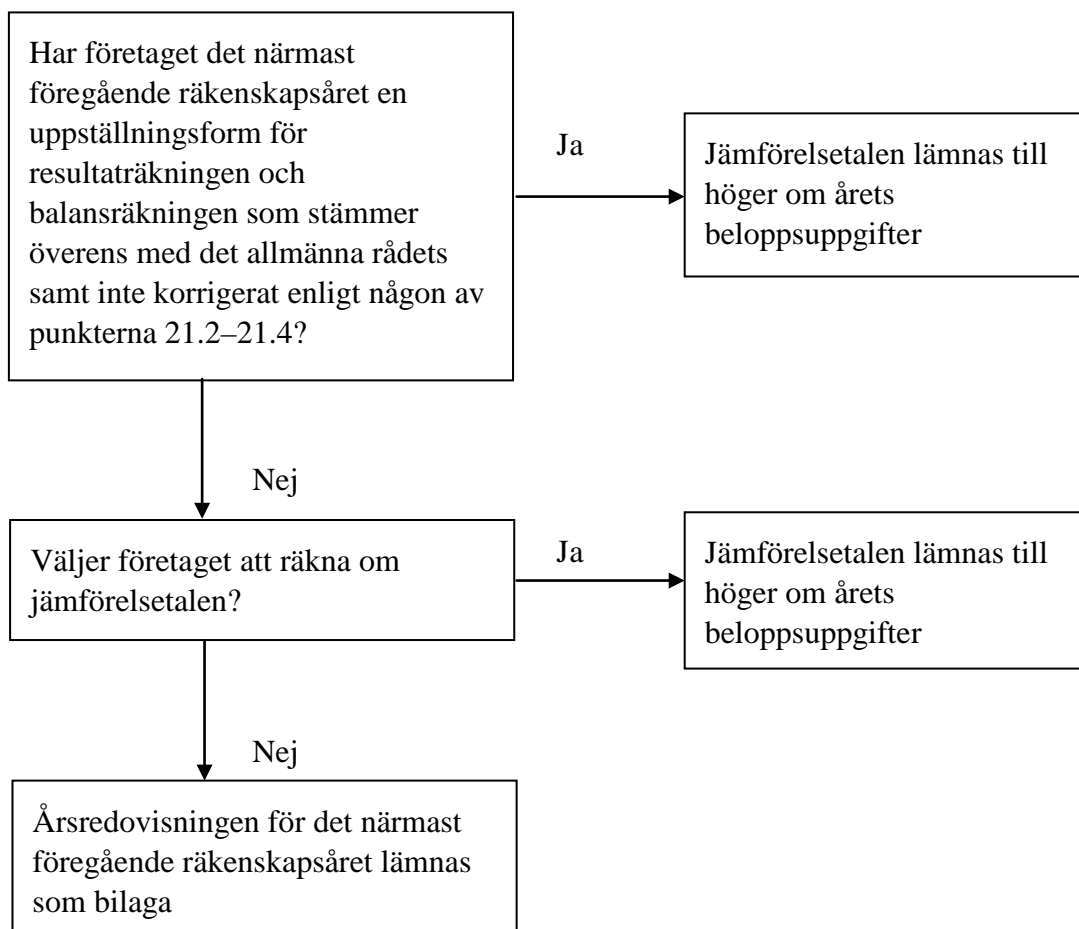 Har företaget det närmast
föregående räkenskapsåret en
uppställningsform för
resultaträkningen och
balansräkningen som stämmer
överens med det allmänna rådets
samt inte korrigerat enligt någon av
punkterna 21.2–21.4?
Ja
Jämförelsetalen lämnas till
höger om årets
beloppsuppgifter
Nej
Väljer företaget att räkna om
jämförelsetalen?
Ja
Jämförelsetalen lämnas till
höger om årets
beloppsuppgifter
Nej
Årsredovisningen för det närmast
föregående räkenskapsåret lämnas
som bilaga